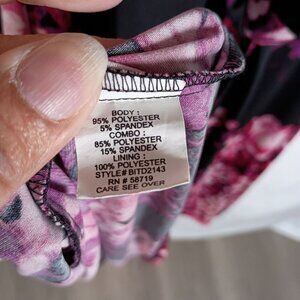 BODY :
95% POLYESTER
5% SPANDEX
COMBO :
85% POLYESTER
15% SPANDEX
LINING :
100% POLYESTER
STYLE# BITD2143
RN # 58719
CARE SEE OVER